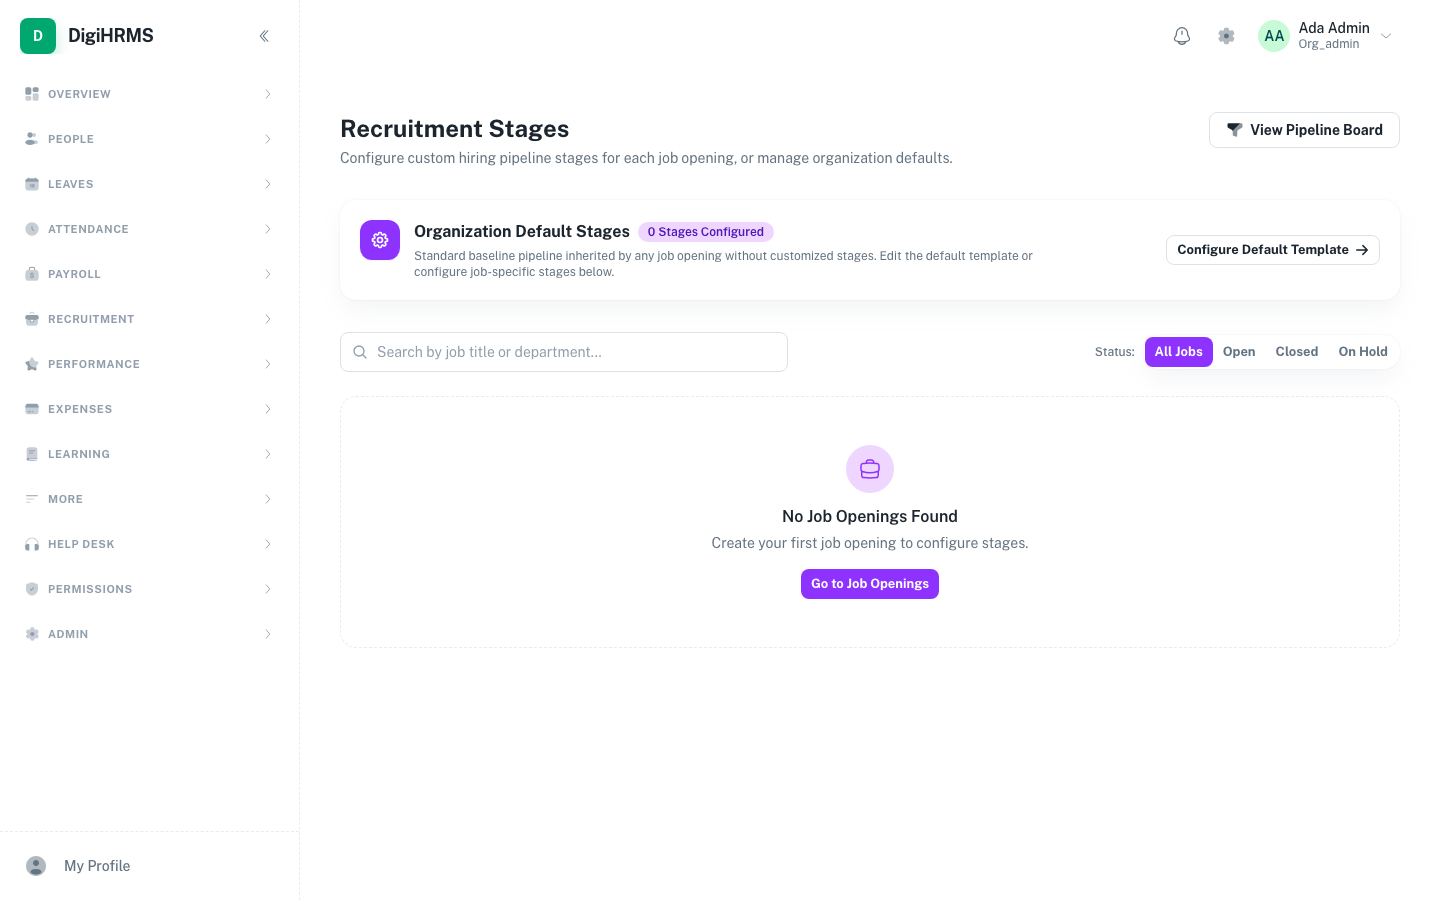 D
DigiHRMS
OVERVIEW
PEOPLE
LEAVES
ATTENDANCE
PAYROLL
RECRUITMENT
PERFORMANCE
EXPENSES
LEARNING
MORE
HELP DESK
PERMISSIONS
ADMIN
My Profile
AA
Ada Admin
Org_admin
Recruitment Stages
Configure custom hiring pipeline stages for each job opening, or manage organization defaults.
View Pipeline Board
Organization Default Stages
0 Stages Configured
Standard baseline pipeline inherited by any job opening without customized stages. Edit the default template or
configure job-specific stages below.
Configure Default Template
Search by job title or department...
Status:
All Jobs
Open
Closed
On Hold
No Job Openings Found
Create your first job opening to configure stages.
Go to Job Openings